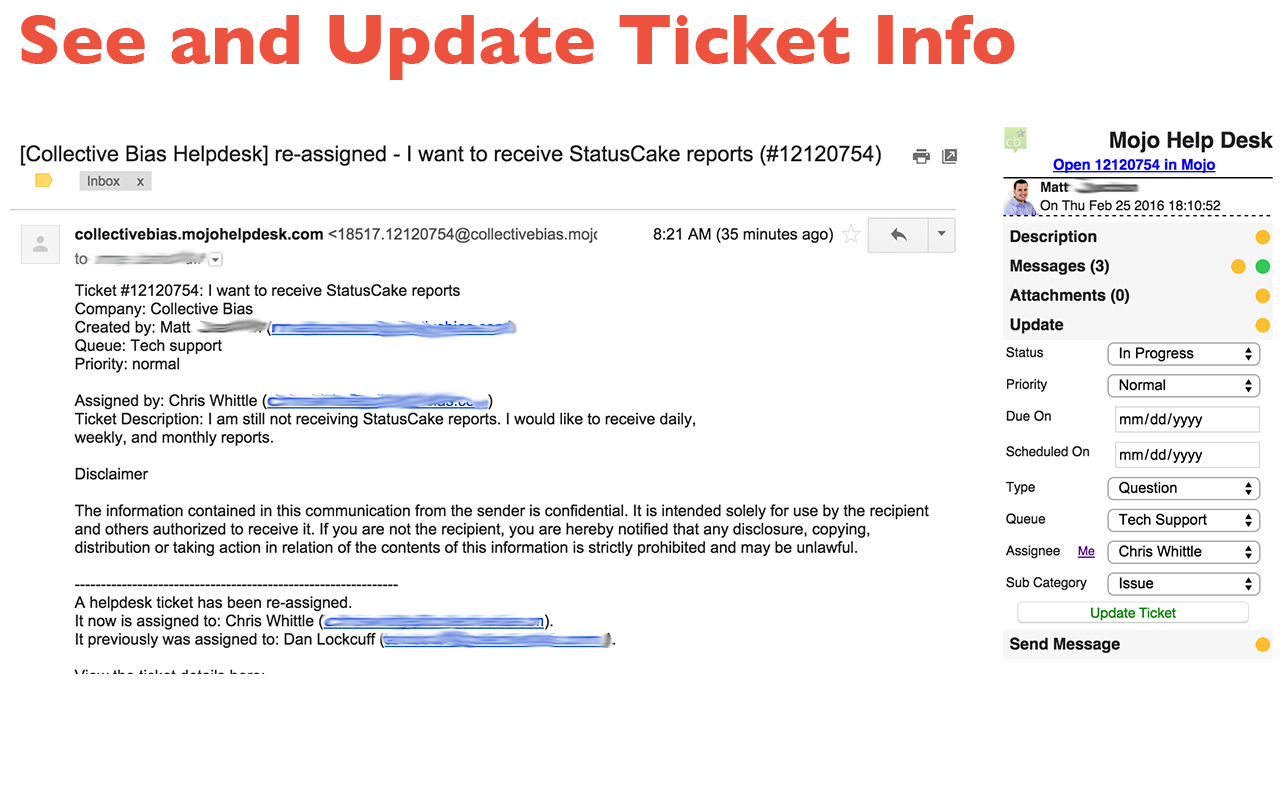 See and Update Ticket Info
[Collective Bias Helpdesk] re-assigned - I want to receive StatusCake reports (#12120754)
Inbox x
collectivebias.mojohelpdesk.com <18517.12120754@collectivebias.mojo
8:21 AM (35 minutes ago)
to
Ticket #12120754: I want to receive StatusCake reports
Company: Collective Bias
Created by: Matt (
Queue: Tech support
Priority: normal
Assigned by: Chris Whittle ( )
Ticket Description: I am still not receiving StatusCake reports. I would like to receive daily,
weekly, and monthly reports.
Disclaimer
The information contained in this communication from the sender is confidential. It is intended solely for use by the recipient
and others authorized to receive it. If you are not the recipient, you are hereby notified that any disclosure, copying,
distribution or taking action in relation of the contents of this information is strictly prohibited and may be unlawful.
--------------------------------------------------------------
A helpdesk ticket has been re-assigned.
It now is assigned to: Chris Whittle ( ).
It previously was assigned to: Dan Lockcuff ( ).
View the ticket details here:
cb
Mojo Help Desk
Open 12120754 in Mojo
Matt
On Thu Feb 25 2016 18:10:52
Description
Messages (3)
Attachments (0)
Update
Status In Progress
Priority Normal
Due On mm/dd/yyyy
Scheduled On mm/dd/yyyy
Type Question
Queue Tech Support
Assignee Me Chris Whittle
Sub Category Issue
Update Ticket
Send Message